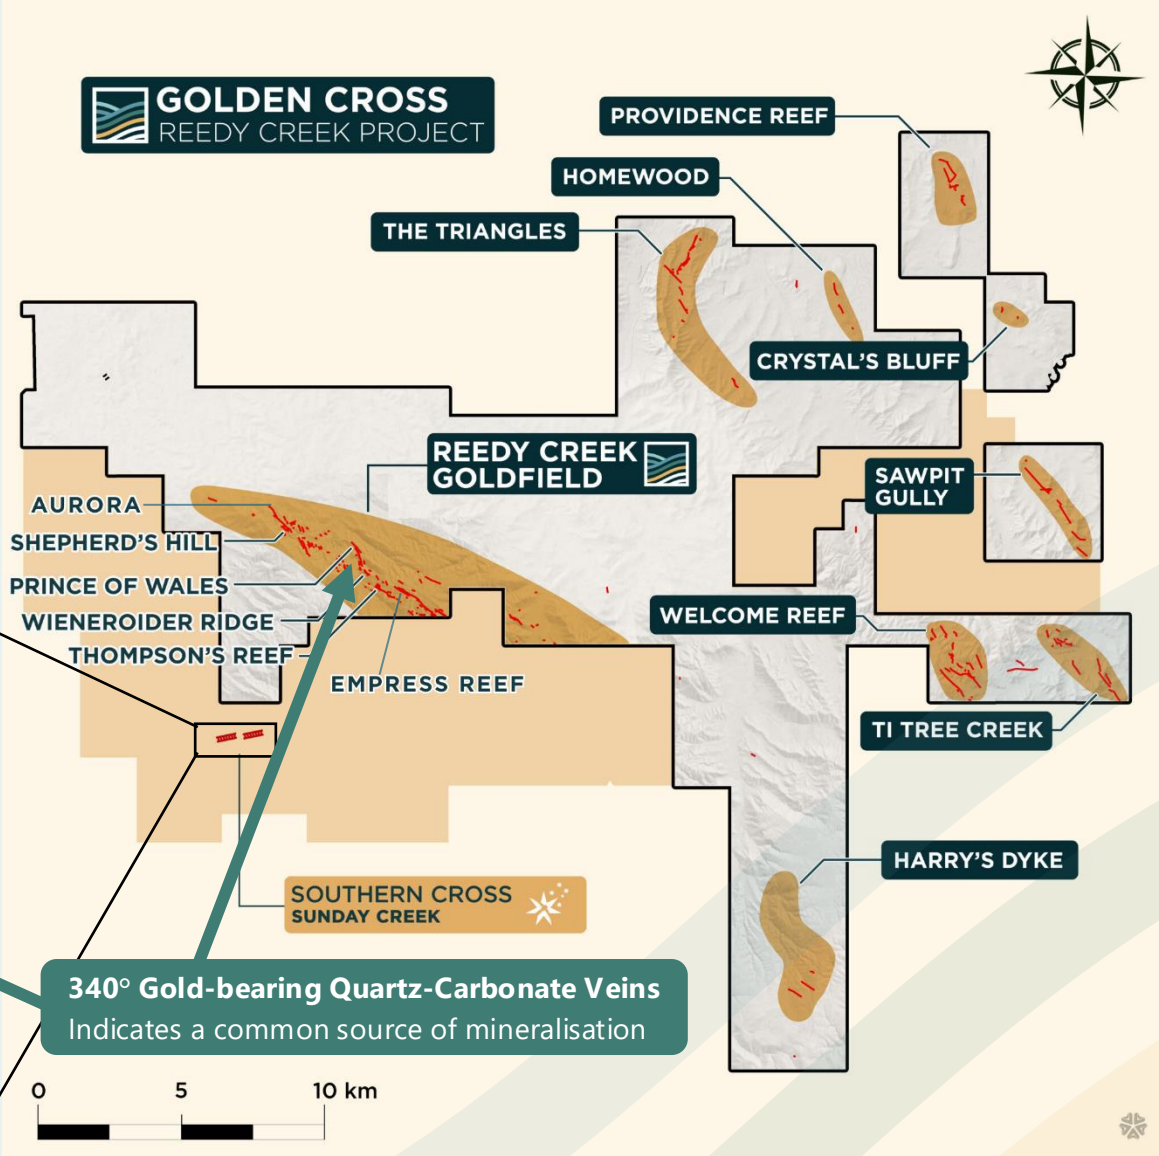 GOLDEN CROSS
REEDY CREEK PROJECT
PROVIDENCE REEF
HOMEWOOD
THE TRIANGLES
CRYSTAL'S BLUFF
REEDY CREEK
GOLDFIELD
SAWPIT
GULLY
AURORA
SHEPHERD'S HILL
PRINCE OF WALES
WIENEROIDER RIDGE
THOMPSON'S REEF
EMPRESS REEF
WELCOME REEF
TI TREE CREEK
HARRY'S DYKE
SOUTHERN CROSS
SUNDAY CREEK
340° Gold-bearing Quartz-Carbonate Veins
Indicates a common source of mineralisation
0 5 10 km